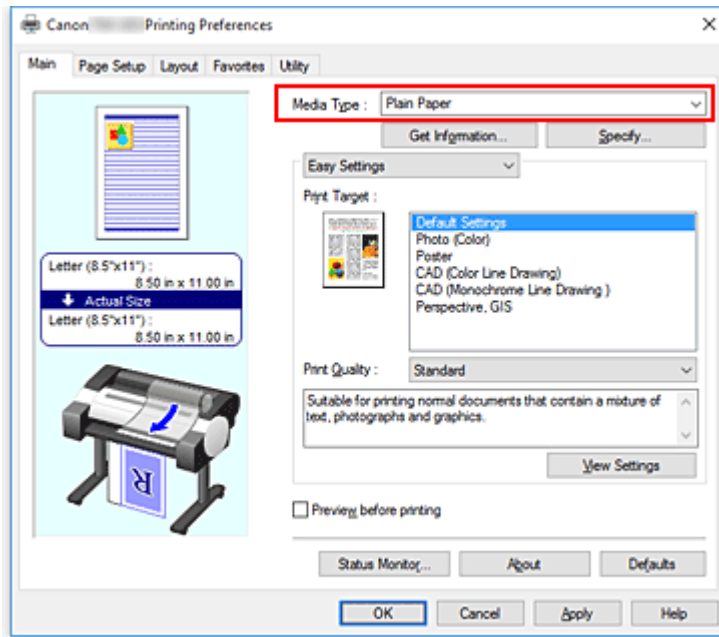 Canon Printing Preferences
Main Page Setup Layout Favorites Utility
Media Type : Plain Paper
Get Information... Specify...
Easy Settings
Print Target :
Default Settings
Photo (Color)
Poster
CAD (Color Line Drawing)
CAD (Monochrome Line Drawing )
Perspective, GIS
Letter (8.5"x11") :
8.50 in x 11.00 in
Actual Size
Letter (8.5"x11") :
8.50 in x 11.00 in
Print Quality : Standard
Suitable for printing normal documents that contain a mixture of
text, photographs and graphics.
View Settings
R
Preview before printing
Status Monitor... About Defaults
OK Cancel Apply Help